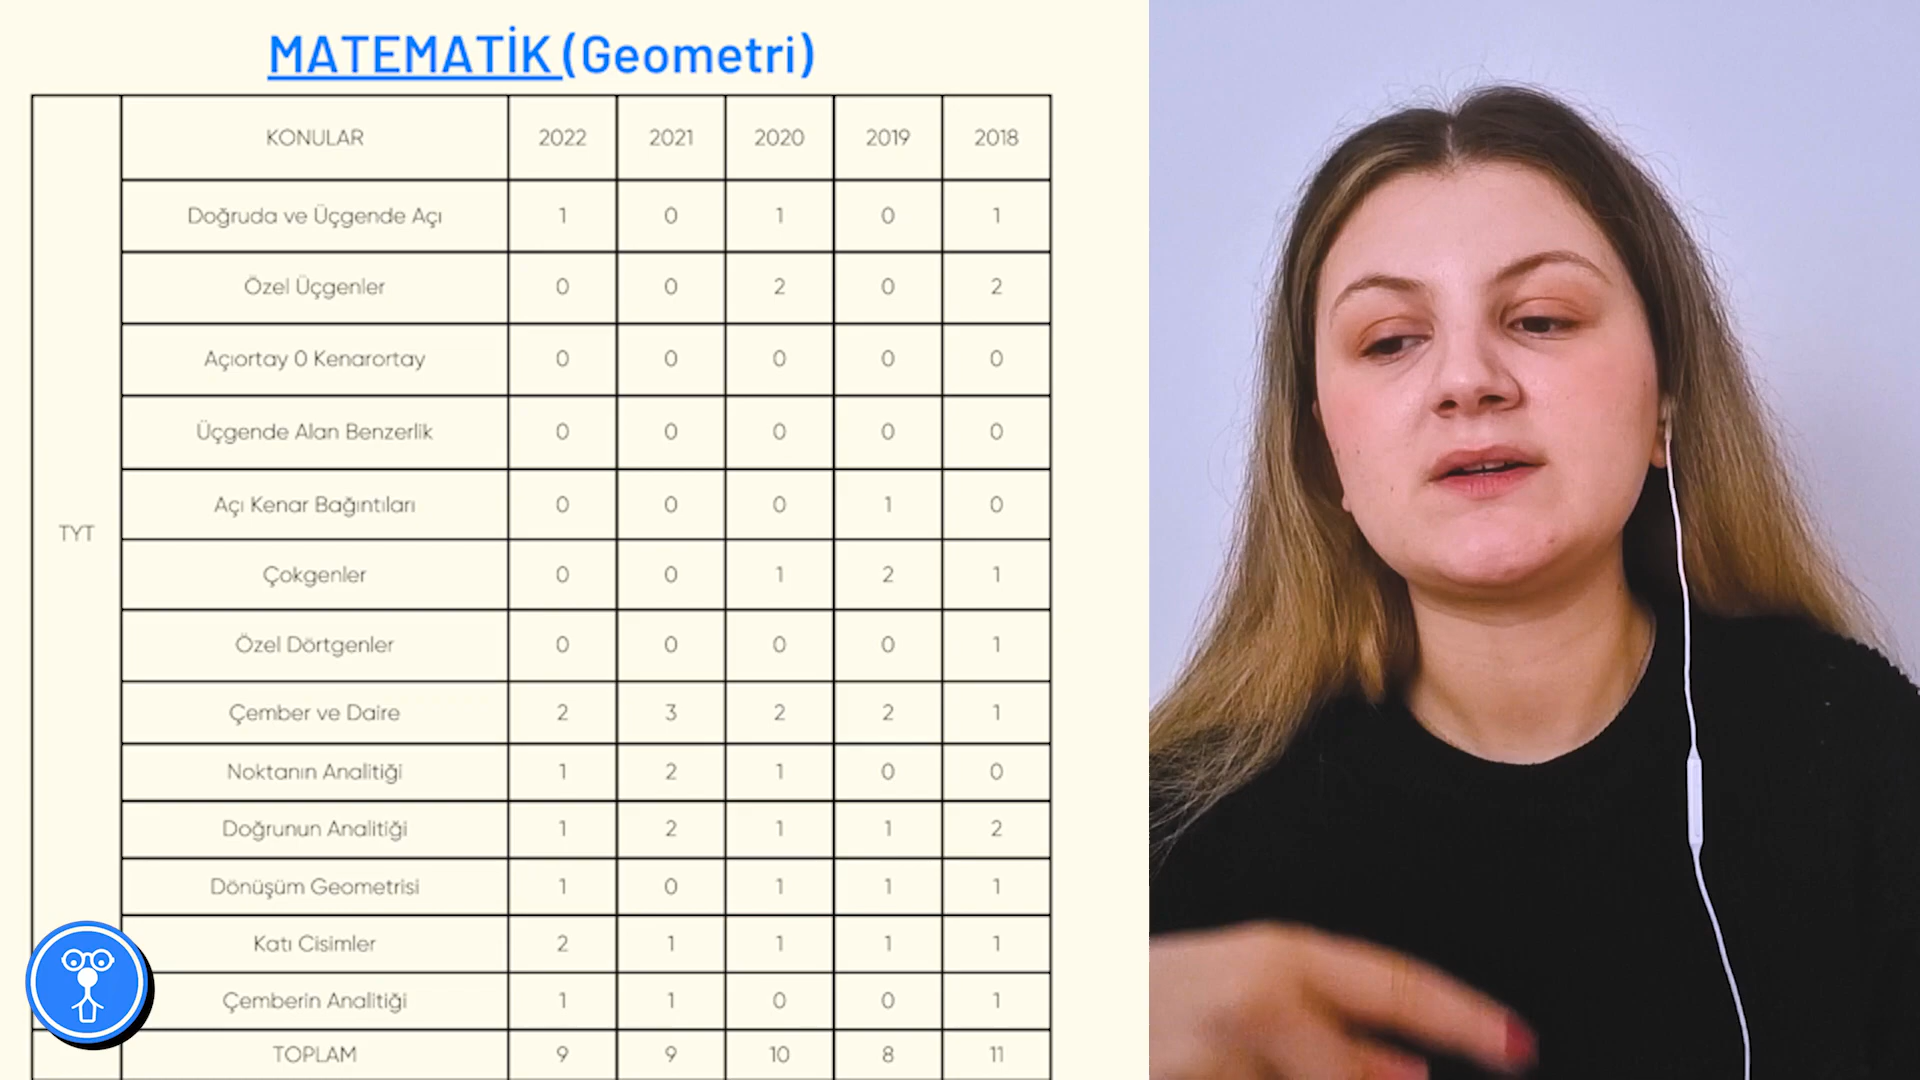 MATEMATİK (Geometri)
KONULAR 2022 2021 2020 2019 2018
Doğruda ve Üçgende Açı 1 0 1 0 1
Özel Üçgenler 0 0 2 0 2
Açıortay 0 Kenarortay 0 0 0 0 0
Üçgende Alan Benzerlik 0 0 0 0 0
Açı Kenar Bağıntıları 0 0 0 1 0
TYT
Çokgenler 0 0 1 2 1
Özel Dörtgenler 0 0 0 0 1
Çember ve Daire 2 3 2 2 1
Noktanın Analitiği 1 2 1 0 0
Doğrunun Analitiği 1 2 1 1 2
Dönüşüm Geometrisi 1 0 1 1 1
Katı Cisimler 2 1 1 1 1
Çemberin Analitiği 1 1 0 0 1
TOPLAM 9 9 10 8 11